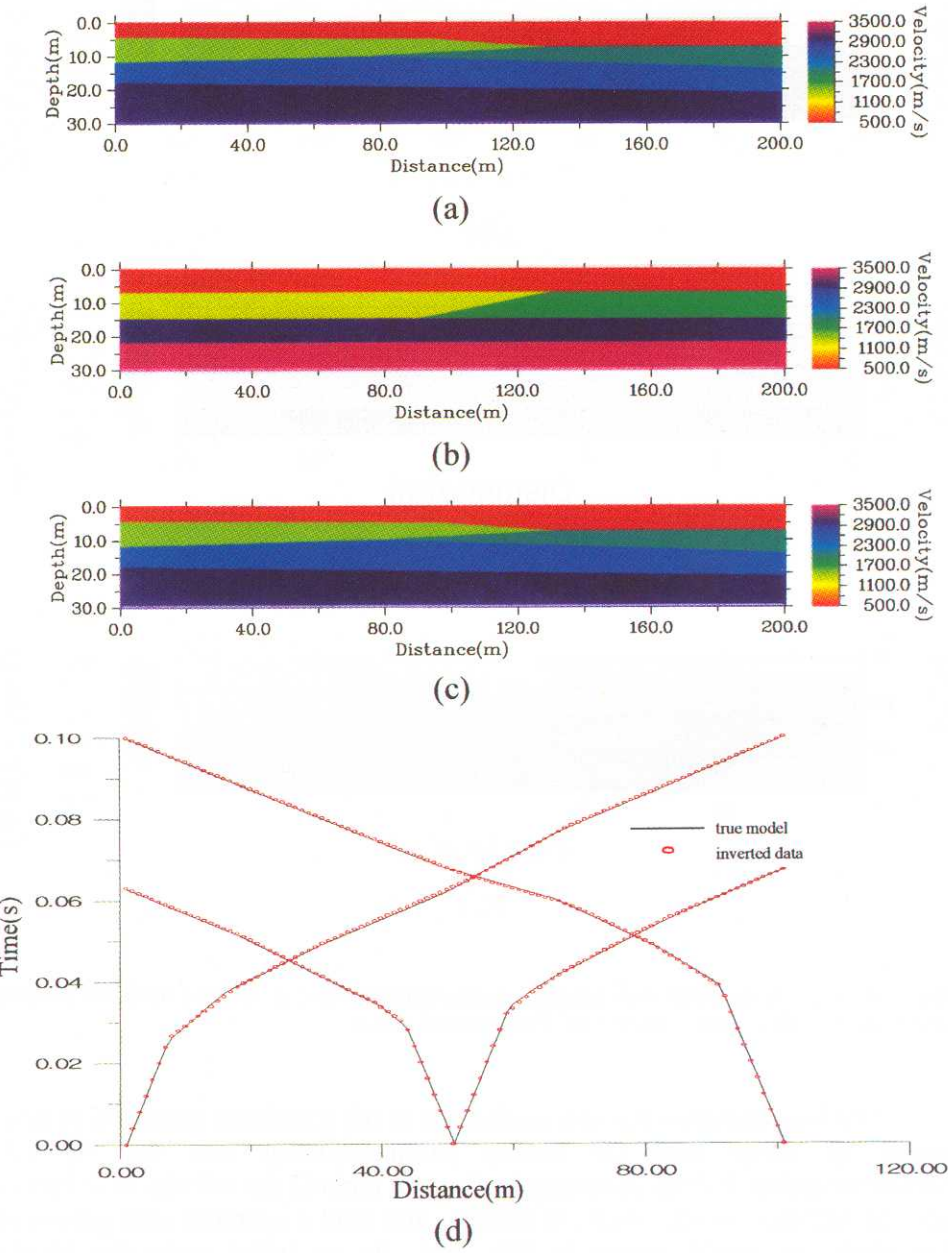 Depth(m)
0.0
10.0
20.0
30.0
0.0 40.0 80.0 120.0 160.0 200.0
Distance(m)
3500.0
2900.0
2300.0
1700.0
1100.0
500.0
Velocity(m/s)
(a)
Depth(m)
0.0
10.0
20.0
30.0
0.0 40.0 80.0 120.0 160.0 200.0
Distance(m)
3500.0
2900.0
2300.0
1700.0
1100.0
500.0
Velocity(m/s)
(b)
Depth(m)
0.0
10.0
20.0
30.0
0.0 40.0 80.0 120.0 160.0 200.0
Distance(m)
3500.0
2900.0
2300.0
1700.0
1100.0
500.0
Velocity(m/s)
(c)
Time(s)
0.10
0.08
0.06
0.04
0.02
0.00
true model
inverted data
0.00 40.00 80.00 120.00
Distance(m)
(d)